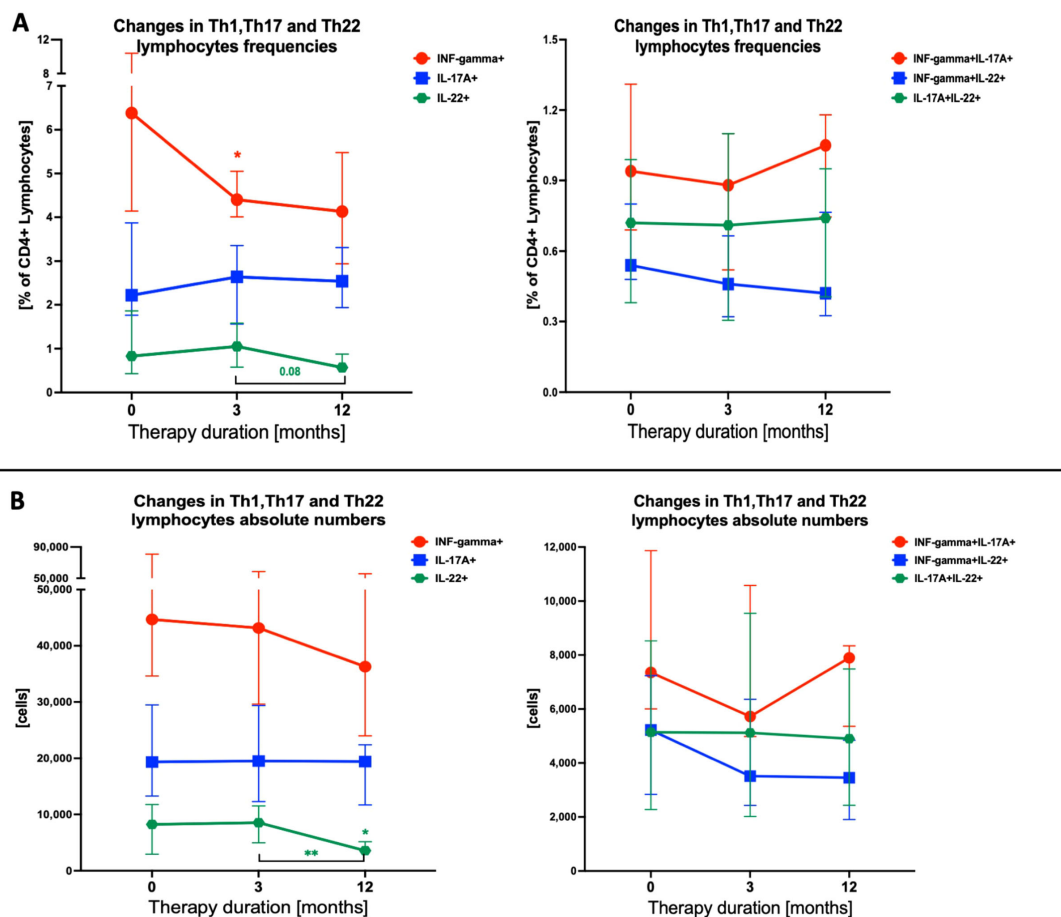 A
Changes in Th1,Th17 and Th22
lymphocytes frequencies
INF-gamma+
IL-17A+
IL-22+
[% of CD4+ Lymphocytes]
12
8
7
6
5
4
3
2
1
0
*
0.08
0
3
12
Therapy duration [months]
Changes in Th1,Th17 and Th22
lymphocytes frequencies
INF-gamma+IL-17A+
INF-gamma+IL-22+
IL-17A+IL-22+
[% of CD4+ Lymphocytes]
1.5
1.2
0.9
0.6
0.3
0.0
0
3
12
Therapy duration [months]
B
Changes in Th1,Th17 and Th22
lymphocytes absolute numbers
INF-gamma+
IL-17A+
IL-22+
[cells]
90,000
50,000
50,000
40,000
30,000
20,000
10,000
0
*
**
0
3
12
Therapy duration [months]
Changes in Th1,Th17 and Th22
lymphocytes absolute numbers
INF-gamma+IL-17A+
INF-gamma+IL-22+
IL-17A+IL-22+
[cells]
12,000
10,000
8,000
6,000
4,000
2,000
0
0
3
12
Therapy duration [months]